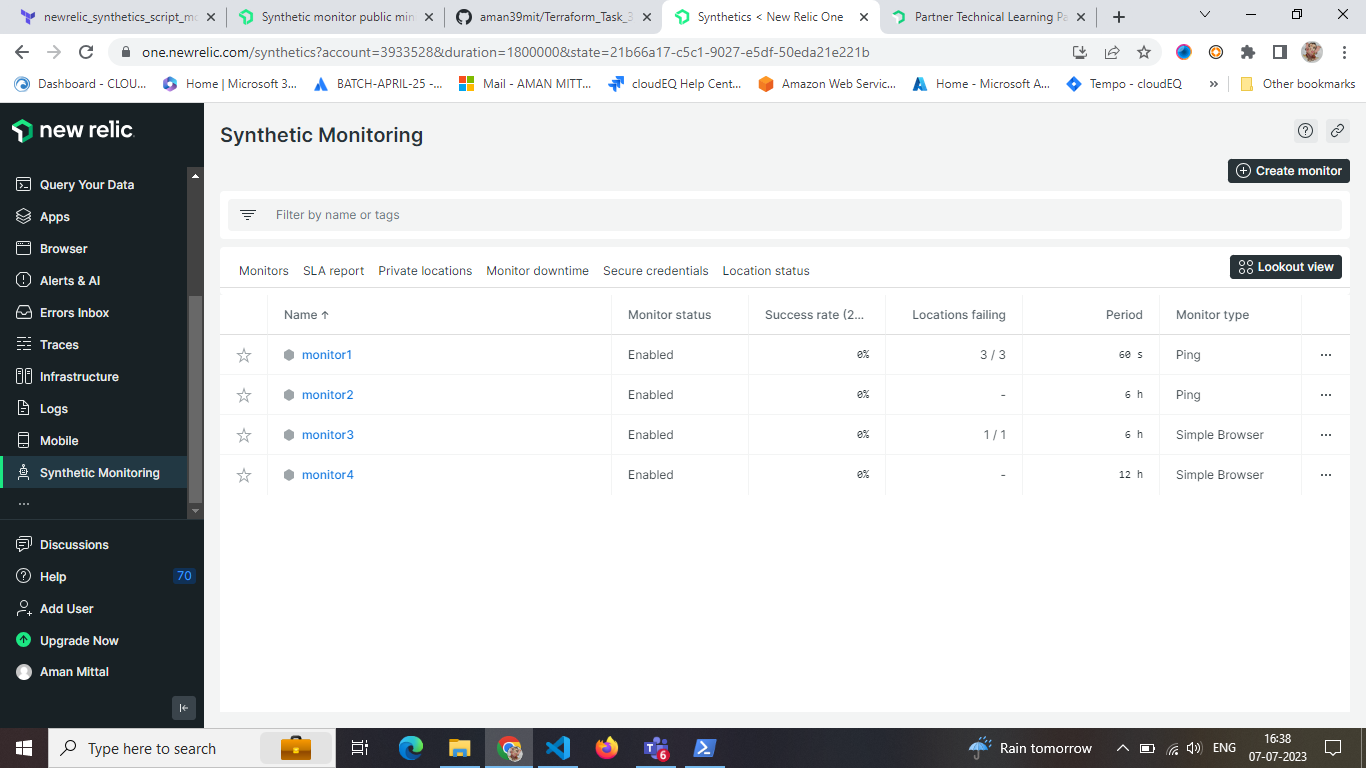 newrelic_synthetics_script_mo
Synthetic monitor public min
aman39mit/Terraform_Task_3
Synthetics < New Relic One
Partner Technical Learning Pa
one.newrelic.com/synthetics?account=3933528&duration=1800000&state=21b66a17-c5c1-9027-e5df-50eda21e221b
Dashboard - CLOU...
Home | Microsoft 3...
BATCH-APRIL-25 -...
Mail - AMAN MITT...
cloudEQ Help Cent...
Amazon Web Servic...
Home - Microsoft A...
Tempo - cloudEQ
»
Other bookmarks
new relic
Query Your Data
Apps
Browser
Alerts & AI
Errors Inbox
Traces
Infrastructure
Logs
Mobile
Synthetic Monitoring
...
Discussions
Help 70
Add User
Upgrade Now
Aman Mittal
Synthetic Monitoring
Create monitor
Filter by name or tags
Monitors SLA report Private locations Monitor downtime Secure credentials Location status
Lookout view
Name ↑ Monitor status Success rate (2... Locations failing Period Monitor type
monitor1 Enabled 0% 3 / 3 60 s Ping ...
monitor2 Enabled 0% - 6 h Ping ...
monitor3 Enabled 0% 1 / 1 6 h Simple Browser ...
monitor4 Enabled 0% - 12 h Simple Browser ...
Type here to search
6
Rain tomorrow
ENG
16:38
07-07-2023